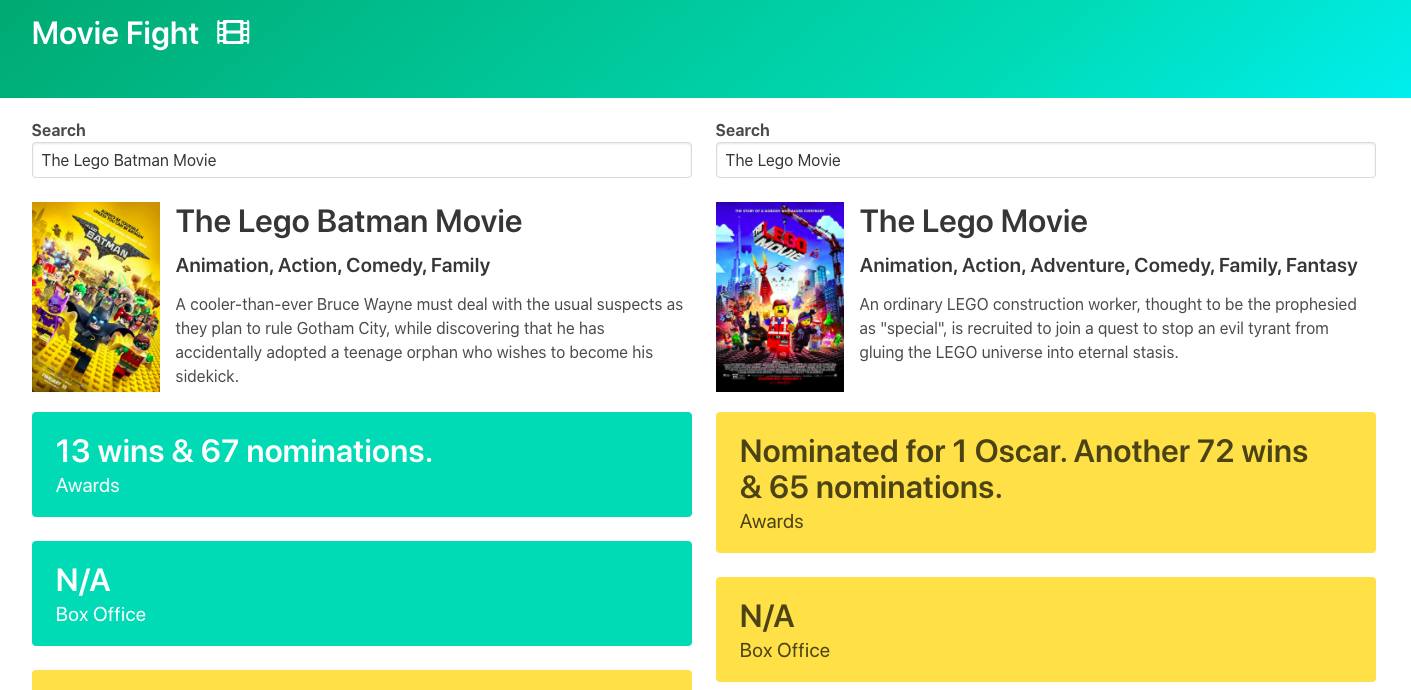 Movie Fight
Search
The Lego Batman Movie
The Lego Batman Movie
Animation, Action, Comedy, Family
A cooler-than-ever Bruce Wayne must deal with the usual suspects as
they plan to rule Gotham City, while discovering that he has
accidentally adopted a teenage orphan who wishes to become his
sidekick.
13 wins & 67 nominations.
Awards
N/A
Box Office
Search
The Lego Movie
THE LEGO MOVIE
The Lego Movie
Animation, Action, Adventure, Comedy, Family, Fantasy
An ordinary LEGO construction worker, thought to be the prophesied
as "special", is recruited to join a quest to stop an evil tyrant from
gluing the LEGO universe into eternal stasis.
Nominated for 1 Oscar. Another 72 wins
& 65 nominations.
Awards
N/A
Box Office